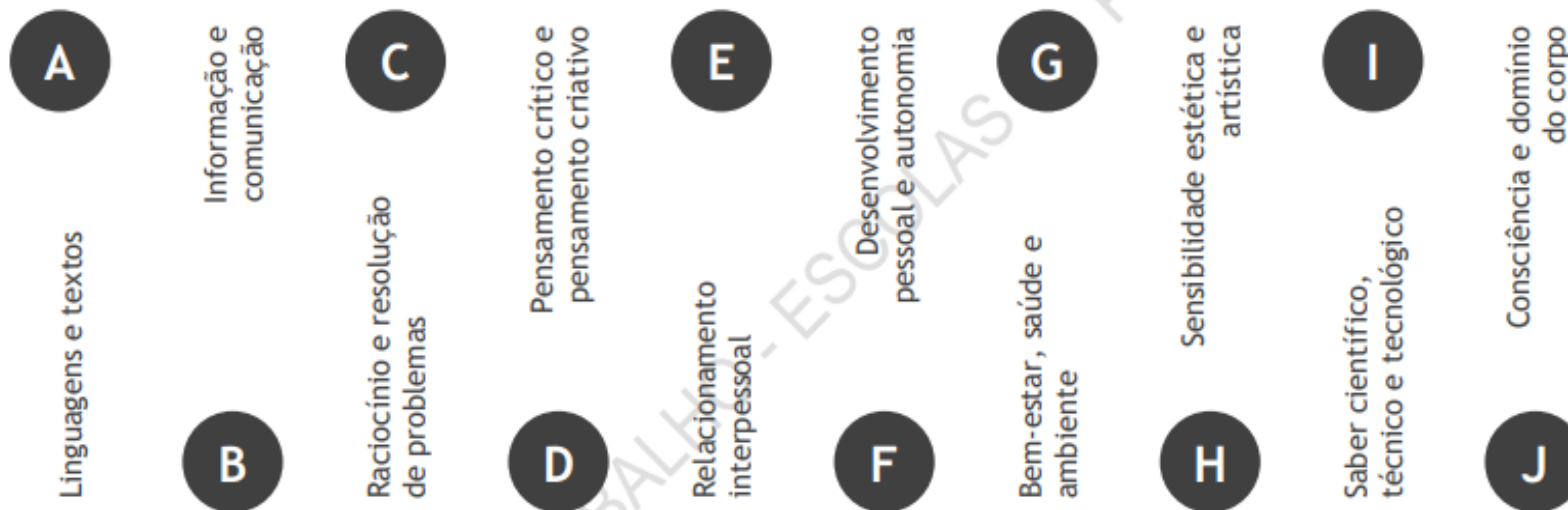 A
Linguagens e textos
Informação e
comunicação
B
C
Raciocínio e resolução
de problemas
Pensamento crítico e
pensamento criativo
D
E
Relacionamento
interpessoal
Desenvolvimento
pessoal e autonomia
F
G
Bem-estar, saúde e
ambiente
Sensibilidade estética e
artística
H
I
Saber científico,
técnico e tecnológico
Consciência e domínio
do corpo
J
ESCOLAS